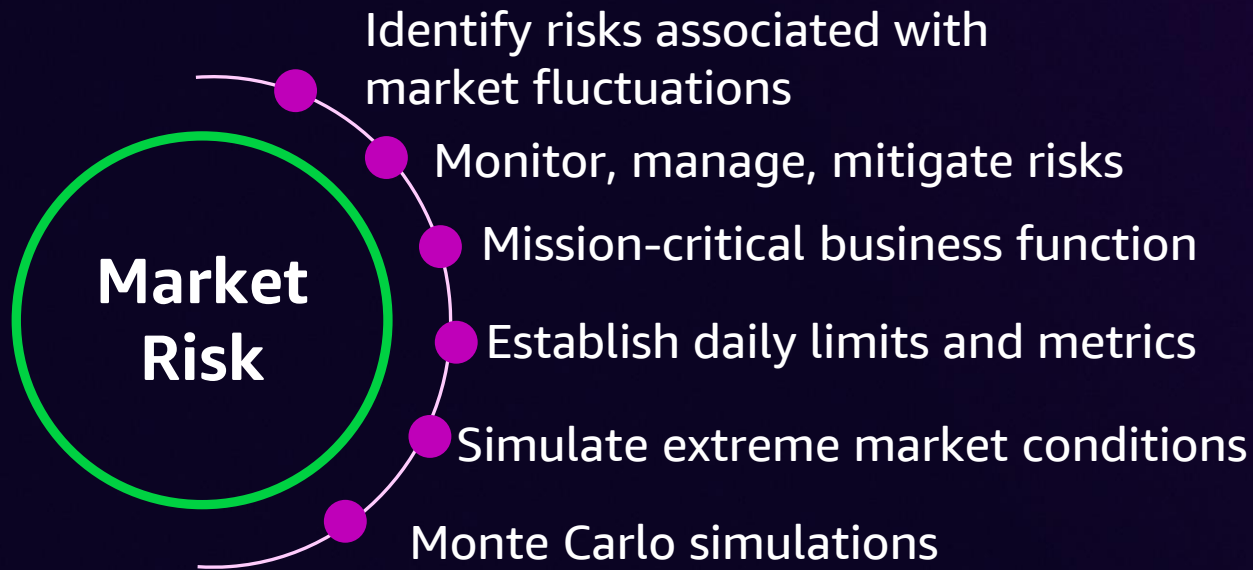 Identify risks associated with
market fluctuations
Monitor, manage, mitigate risks
Mission-critical business function
Market
Risk
Establish daily limits and metrics
Simulate extreme market conditions
Monte Carlo simulations